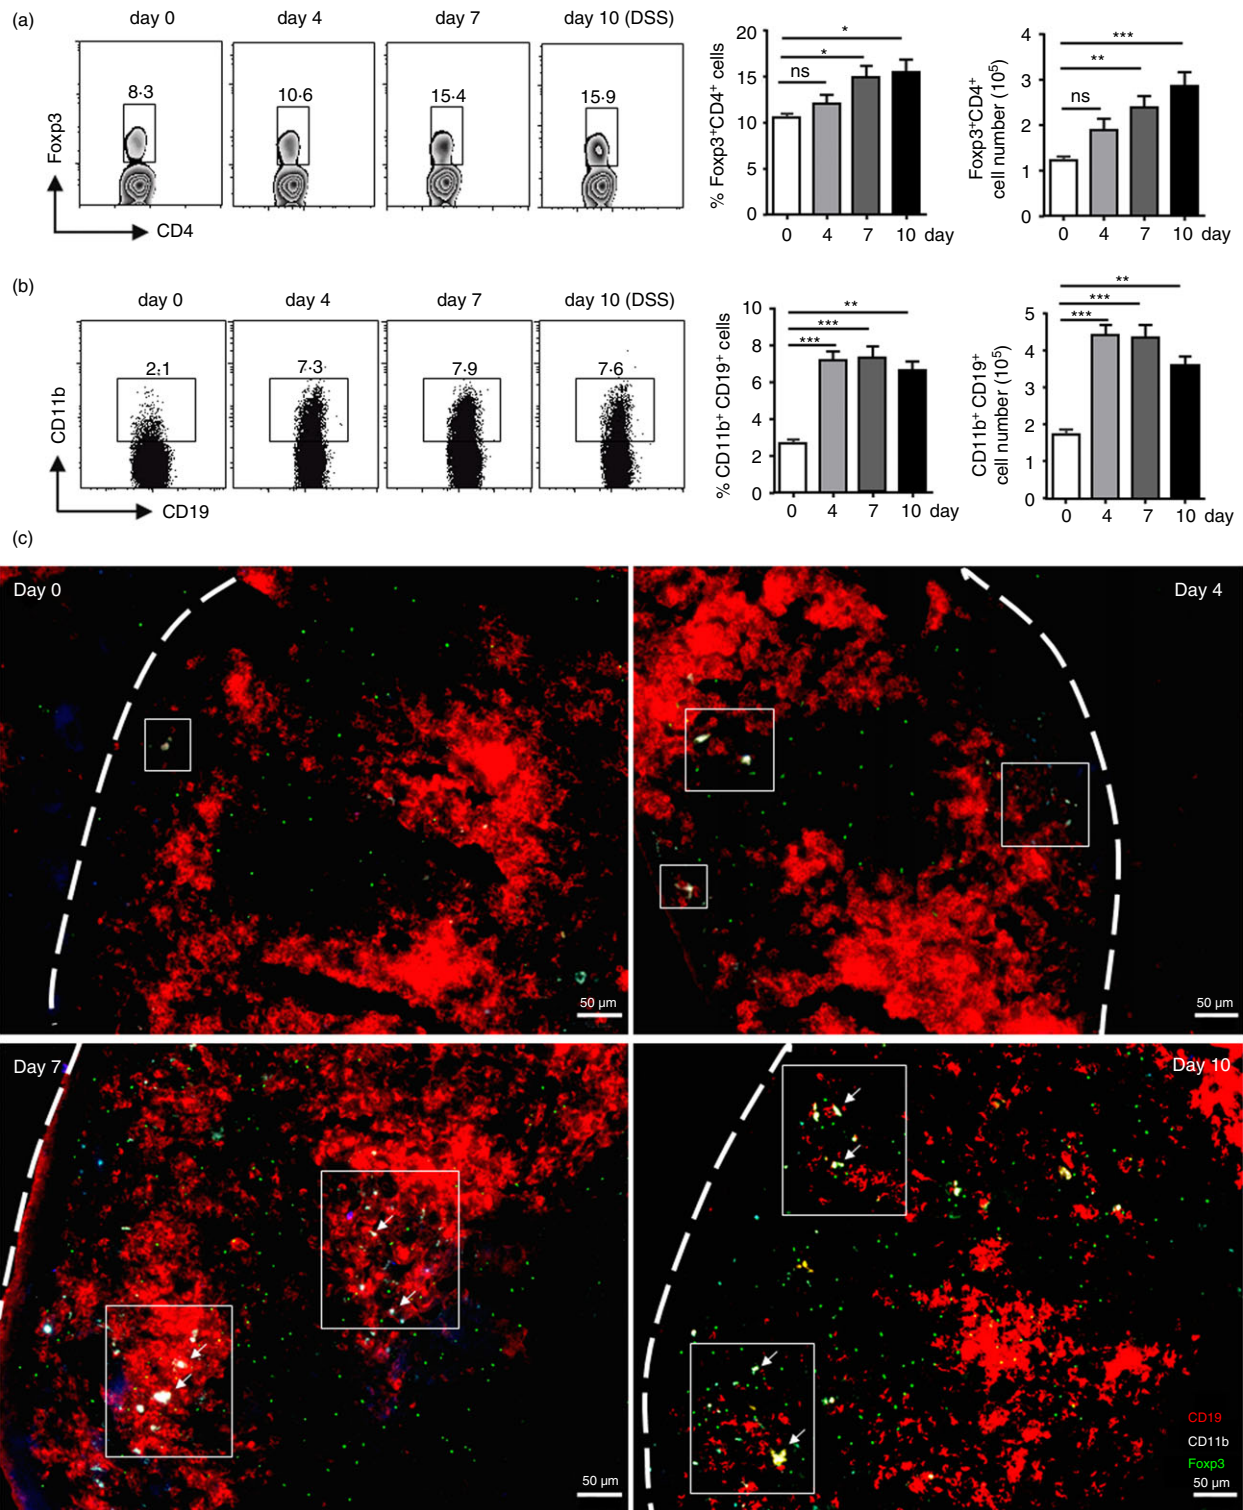 (a)
day 0
day 4
day 7
day 10 (DSS)
8·3
10·6
15·4
15·9
Foxp3
CD4
% Foxp3+CD4+ cells
20
15
10
5
0
ns
*
*
0 4 7 10 day
Foxp3+CD4+
cell number (10⁵)
4
3
2
1
0
ns
**
***
0 4 7 10 day
(b)
day 0
day 4
day 7
day 10 (DSS)
2·1
7·3
7·9
7·6
CD11b
CD19
% CD11b+ CD19+ cells
10
8
6
4
2
0
***
***
**
0 4 7 10 day
CD11b+ CD19+
cell number (10⁵)
5
4
3
2
1
0
***
***
**
0 4 7 10 day
(c)
Day 0
50 µm
Day 4
50 µm
Day 7
50 µm
Day 10
CD19
CD11b
Foxp3
50 µm